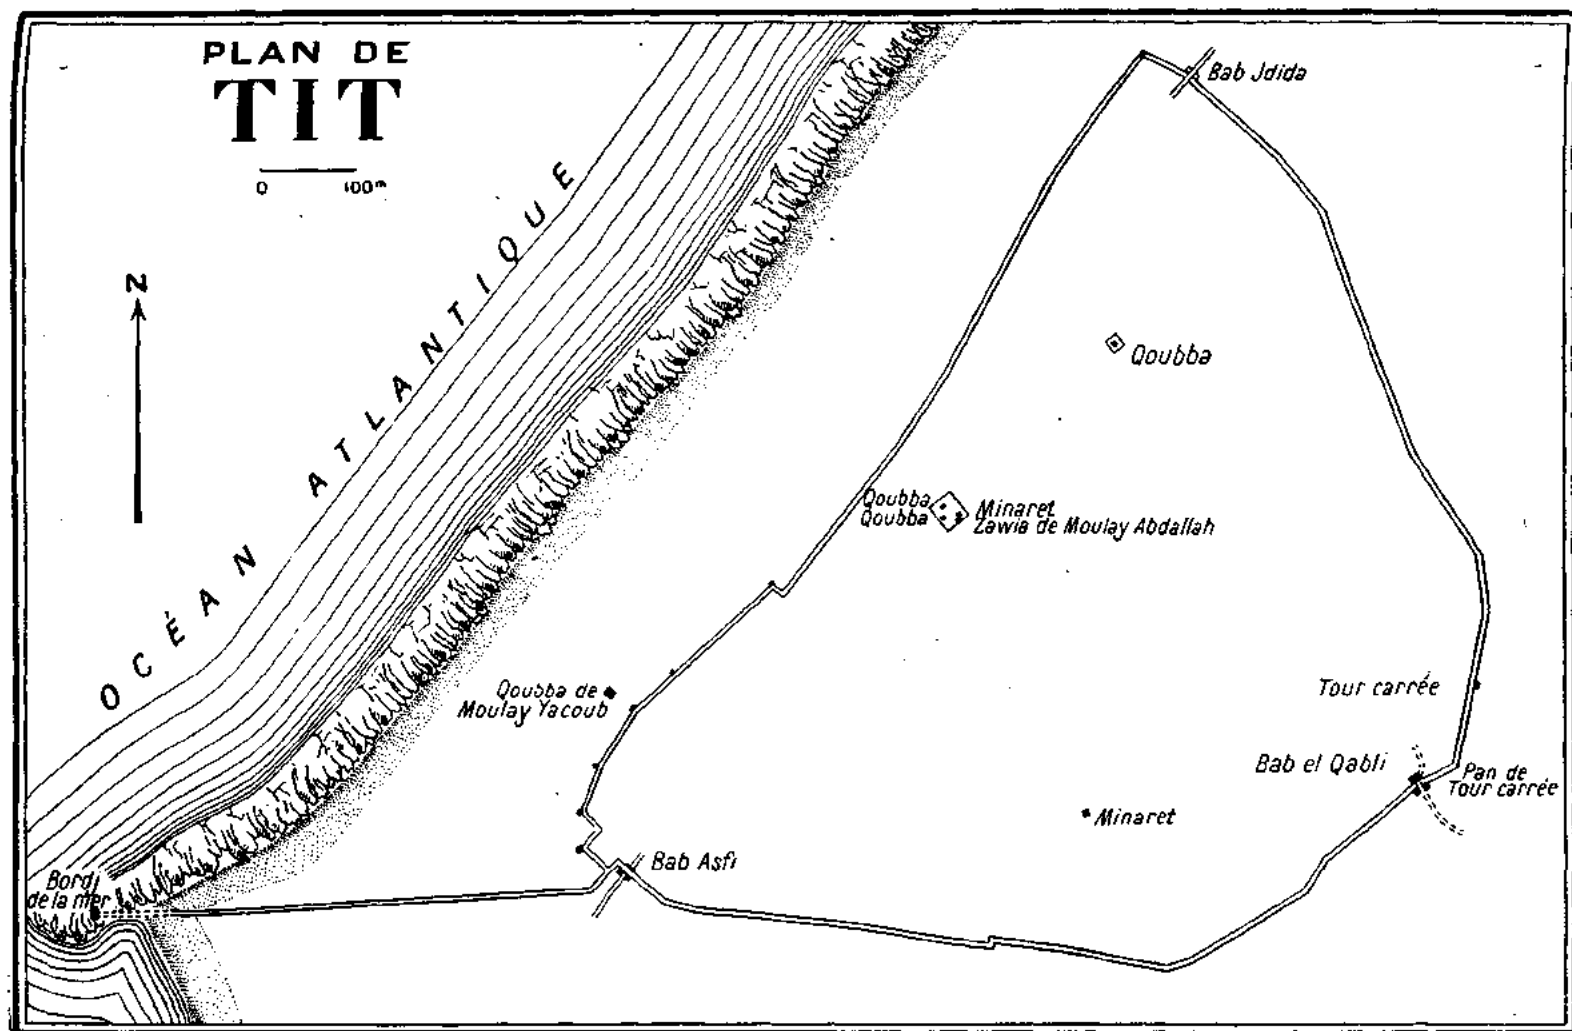 PLAN DE
TIT
0 100m
N
OCÉAN ATLANTIQUE
Bab Jdida
Qoubba
Qoubba
Qoubba
Minaret
Zawia de Moulay Abdallah
Qoubba de
Moulay Yacoub
Tour carrée
Bab el Qabli
Pan de
Tour carrée
Minaret
Bab Asfi
Bordj
de la mer